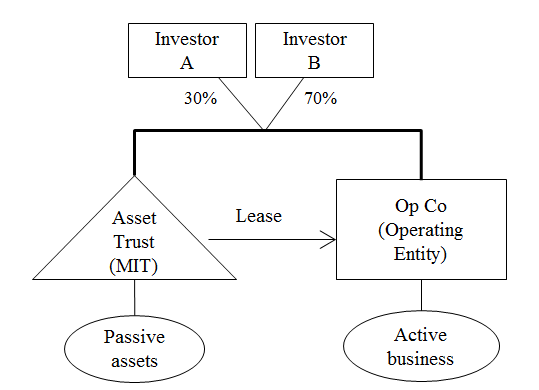 Investor
A
Investor
B
30%
70%
Asset
Trust
(MIT)
Lease
Op Co
(Operating
Entity)
Passive
assets
Active
business